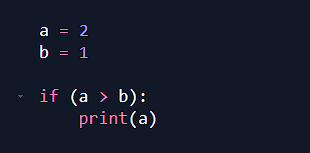 a = 2
b = 1
if (a > b):
    print(a)